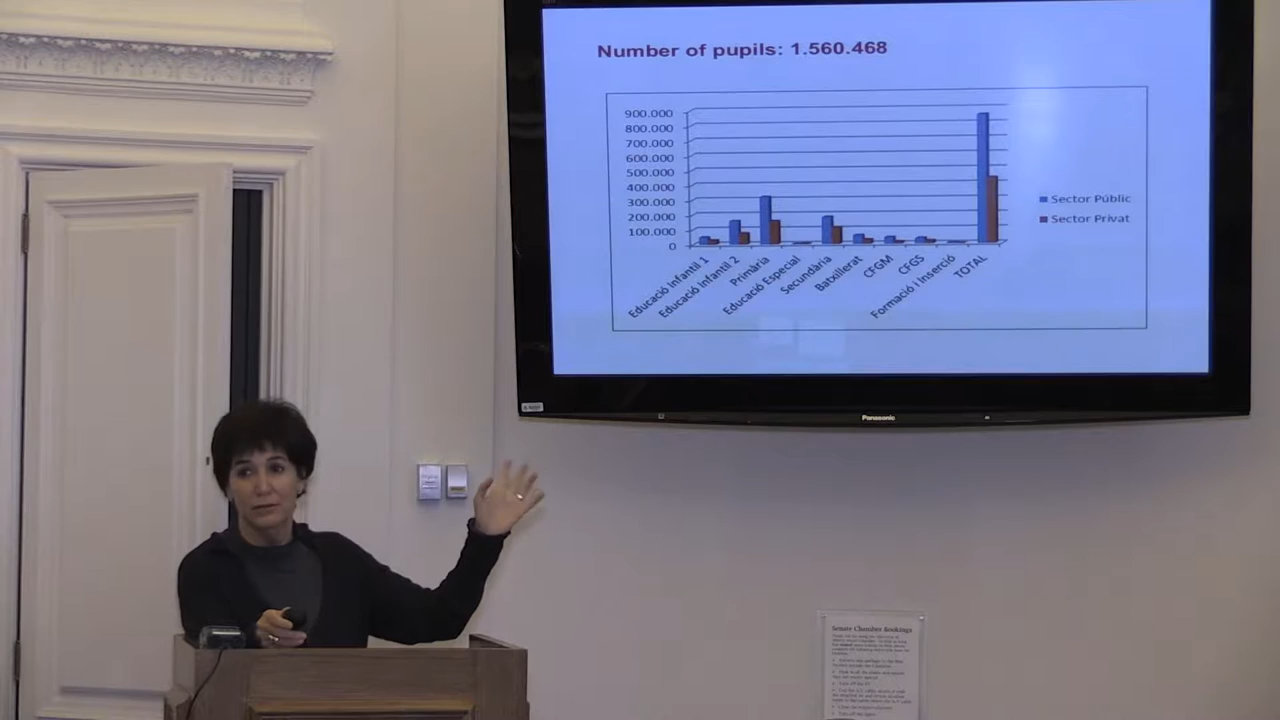 Number of pupils: 1.560.468
900.000
800.000
700.000
600.000
500.000
400.000
300.000
200.000
100.000
0
Educació Infantil 1
Educació Infantil 2
Primària
Educació Especial
Secundària
Batxillerat
CFGM
CFGS
Formació i Inserció
TOTAL
Sector Públic
Sector Privat
Panasonic
Senate Chamber Bookings